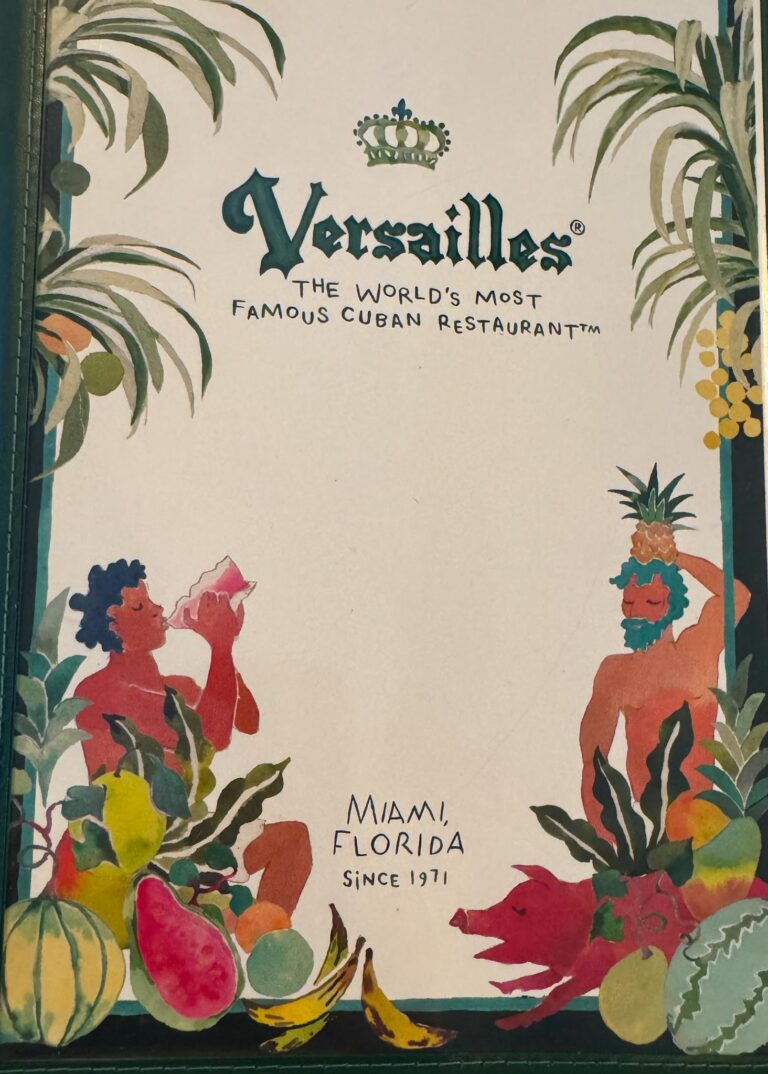 Versailles®
THE WORLD'S MOST
FAMOUS CUBAN RESTAURANT™
MIAMI,
FLORIDA
SiNCE 1971